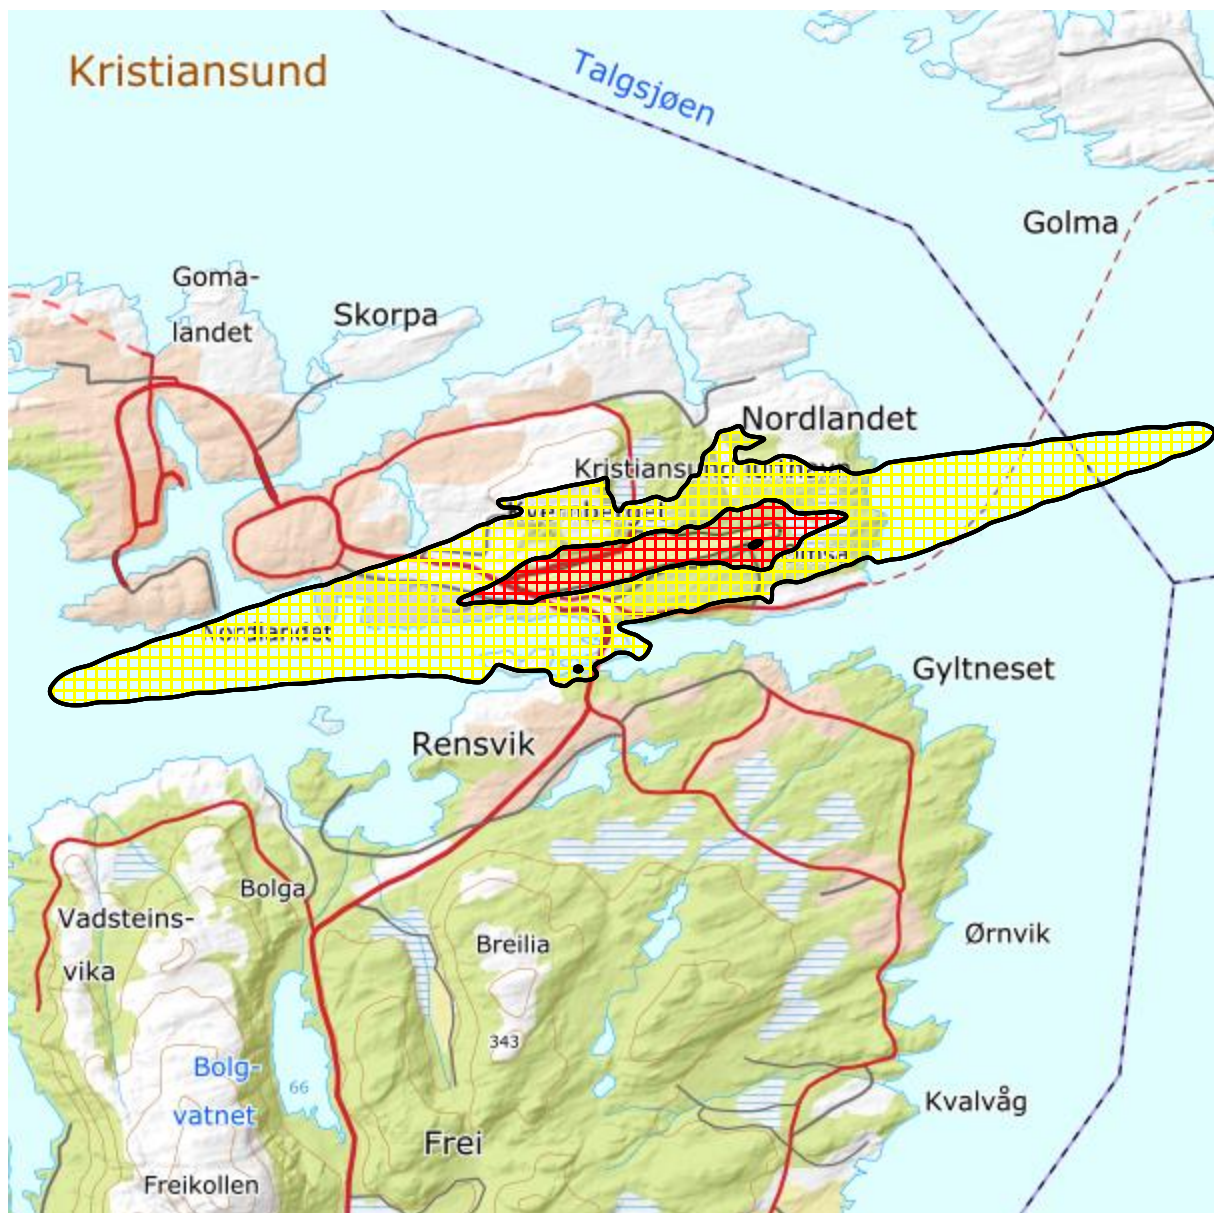 Kristiansund
Talgsjøen
Golma
Goma-
landet
Skorpa
Nordlandet
Nordlandet
Gyltneset
Rensvik
Bolga
Vadsteins-
vika
Breilia
Ørnvik
343
Bolg-
vatnet
66
Kvalvåg
Frei
Freikollen